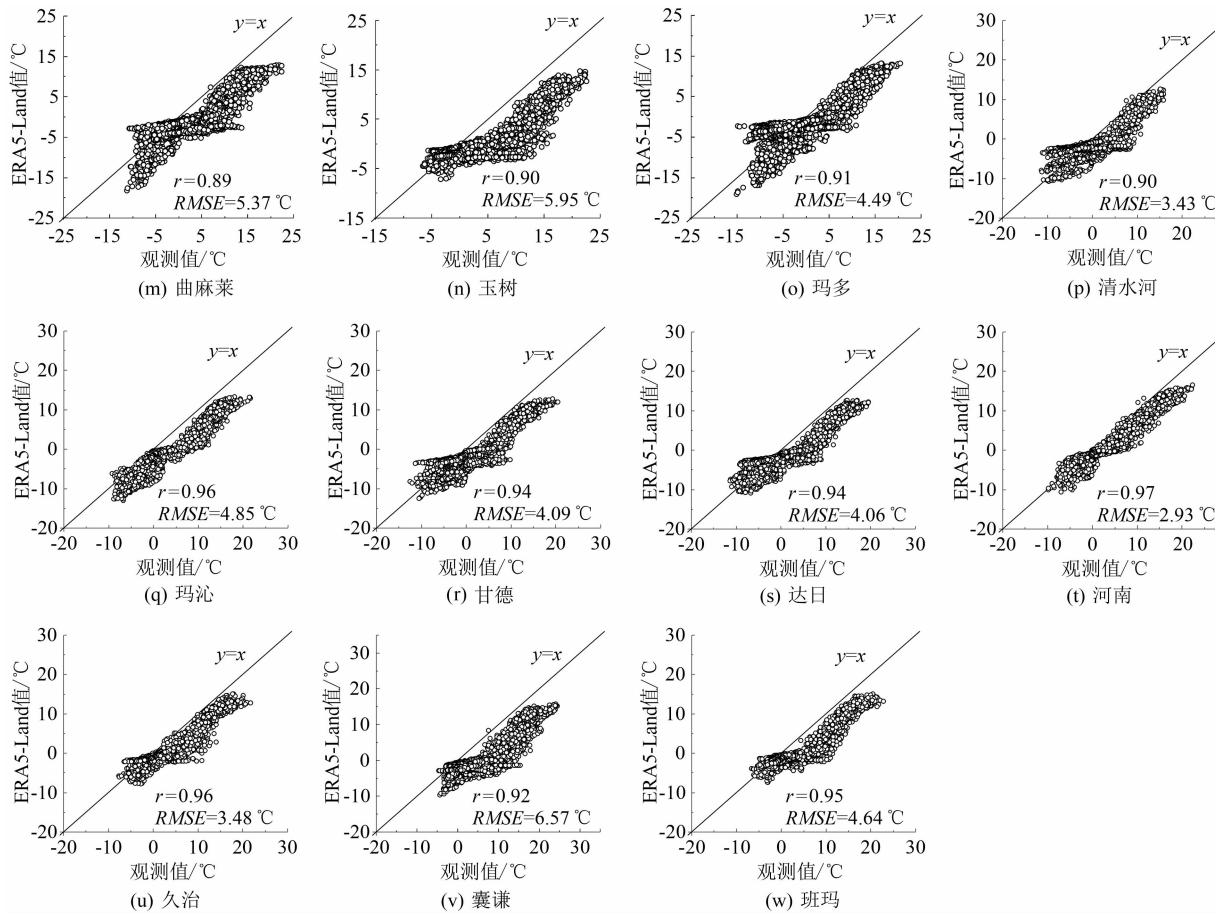 25
15
5
-5
-15
-25
ERA5-Land值/℃
y=x
r=0.89
RMSE=5.37 ℃
-25 -15 -5 5 15 25
观测值/℃
(m) 曲麻莱
25
15
5
-5
-15
ERA5-Land值/℃
y=x
r=0.90
RMSE=5.95 ℃
-15 -5 5 15 25
观测值/℃
(n) 玉树
25
15
5
-5
-15
-25
ERA5-Land值/℃
y=x
r=0.91
RMSE=4.49 ℃
-25 -15 -5 5 15 25
观测值/℃
(o) 玛多
30
20
10
0
-10
-20
ERA5-Land值/℃
y=x
r=0.90
RMSE=3.43 ℃
-20 -10 0 10 20
观测值/℃
(p) 清水河
30
20
10
0
-10
-20
ERA5-Land值/℃
y=x
r=0.96
RMSE=4.85 ℃
-20 -10 0 10 20 30
观测值/℃
(q) 玛沁
30
20
10
0
-10
-20
ERA5-Land值/℃
y=x
r=0.94
RMSE=4.09 ℃
-20 -10 0 10 20 30
观测值/℃
(r) 甘德
30
20
10
0
-10
-20
ERA5-Land值/℃
y=x
r=0.94
RMSE=4.06 ℃
-20 -10 0 10 20 30
观测值/℃
(s) 达日
30
20
10
0
-10
-20
ERA5-Land值/℃
y=x
r=0.97
RMSE=2.93 ℃
-20 -10 0 10 20
观测值/℃
(t) 河南
30
20
10
0
-10
-20
ERA5-Land值/℃
y=x
r=0.96
RMSE=3.48 ℃
-20 -10 0 10 20 30
观测值/℃
(u) 久治
30
20
10
0
-10
-20
ERA5-Land值/℃
y=x
r=0.92
RMSE=6.57 ℃
-20 -10 0 10 20 30
观测值/℃
(v) 囊谦
30
20
10
0
-10
-20
ERA5-Land值/℃
y=x
r=0.95
RMSE=4.64 ℃
-20 -10 0 10 20 30
观测值/℃
(w) 班玛